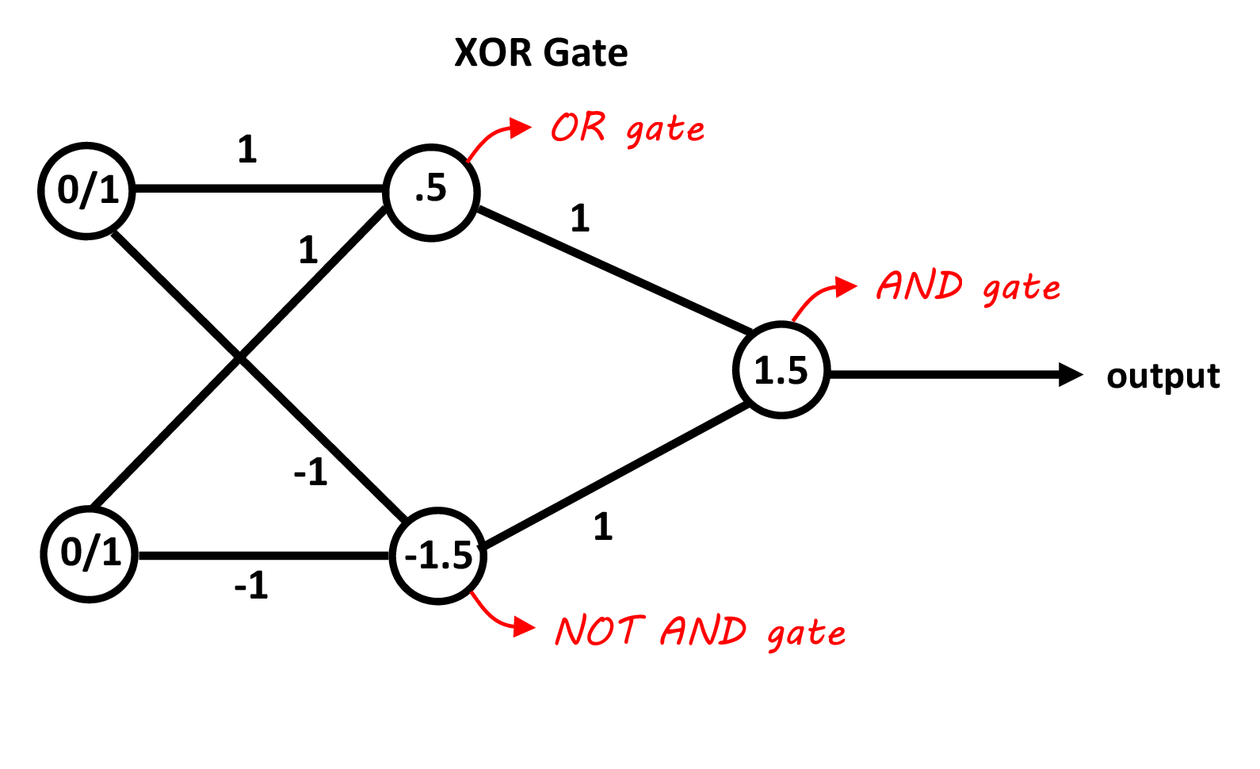 XOR Gate
OR gate
1
0/1
.5
1
1
AND gate
1.5
output
-1
1
0/1
-1.5
-1
NOT AND gate